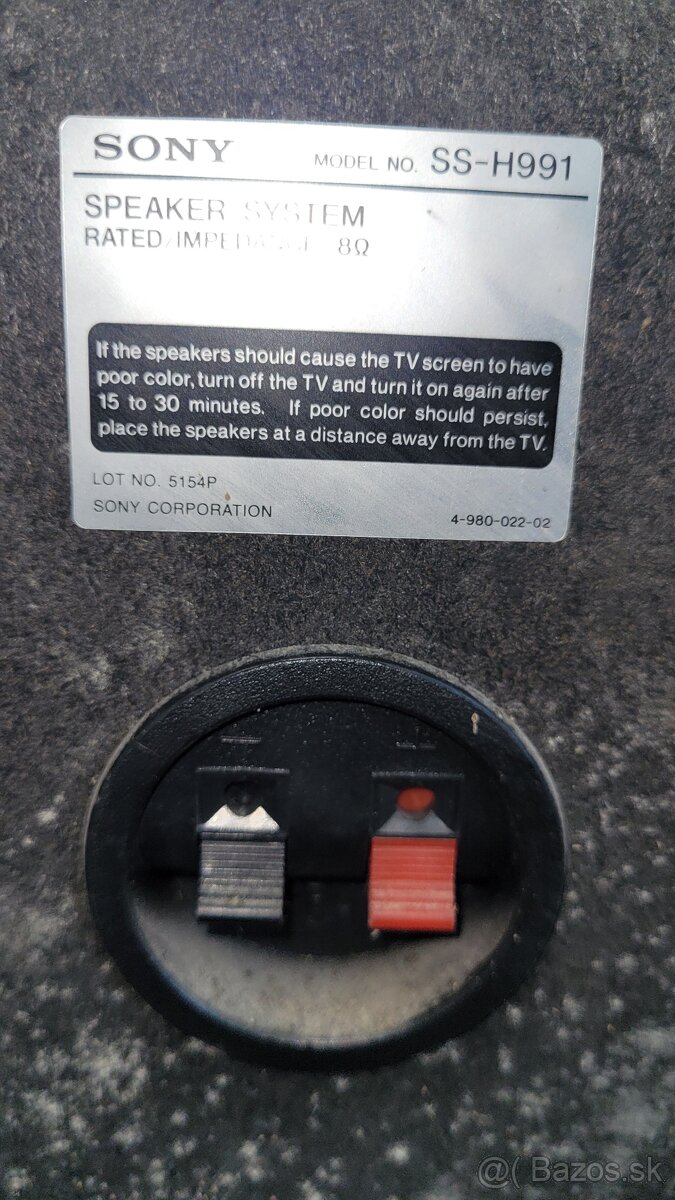 SONY MODEL NO. SS-H991
SPEAKER SYSTEM
RATED/IMPEDANCE 8Ω
If the speakers should cause the TV screen to have
poor color, turn off the TV and turn it on again after
15 to 30 minutes. If poor color should persist,
place the speakers at a distance away from the TV.
LOT NO. 5154P
SONY CORPORATION 4-980-022-02
@( Bazos.sk